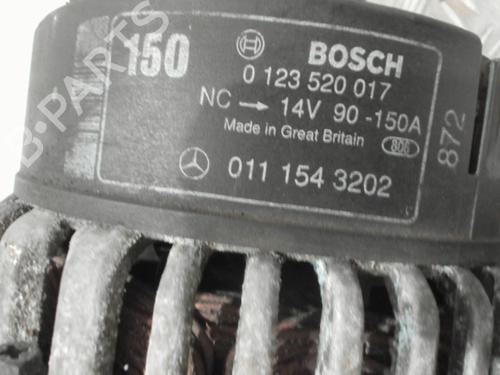 150
BOSCH
0 123 520 017
NC → 14V 90-150A
Made in Great Britain 806
011 154 3202
872
B-PARTS